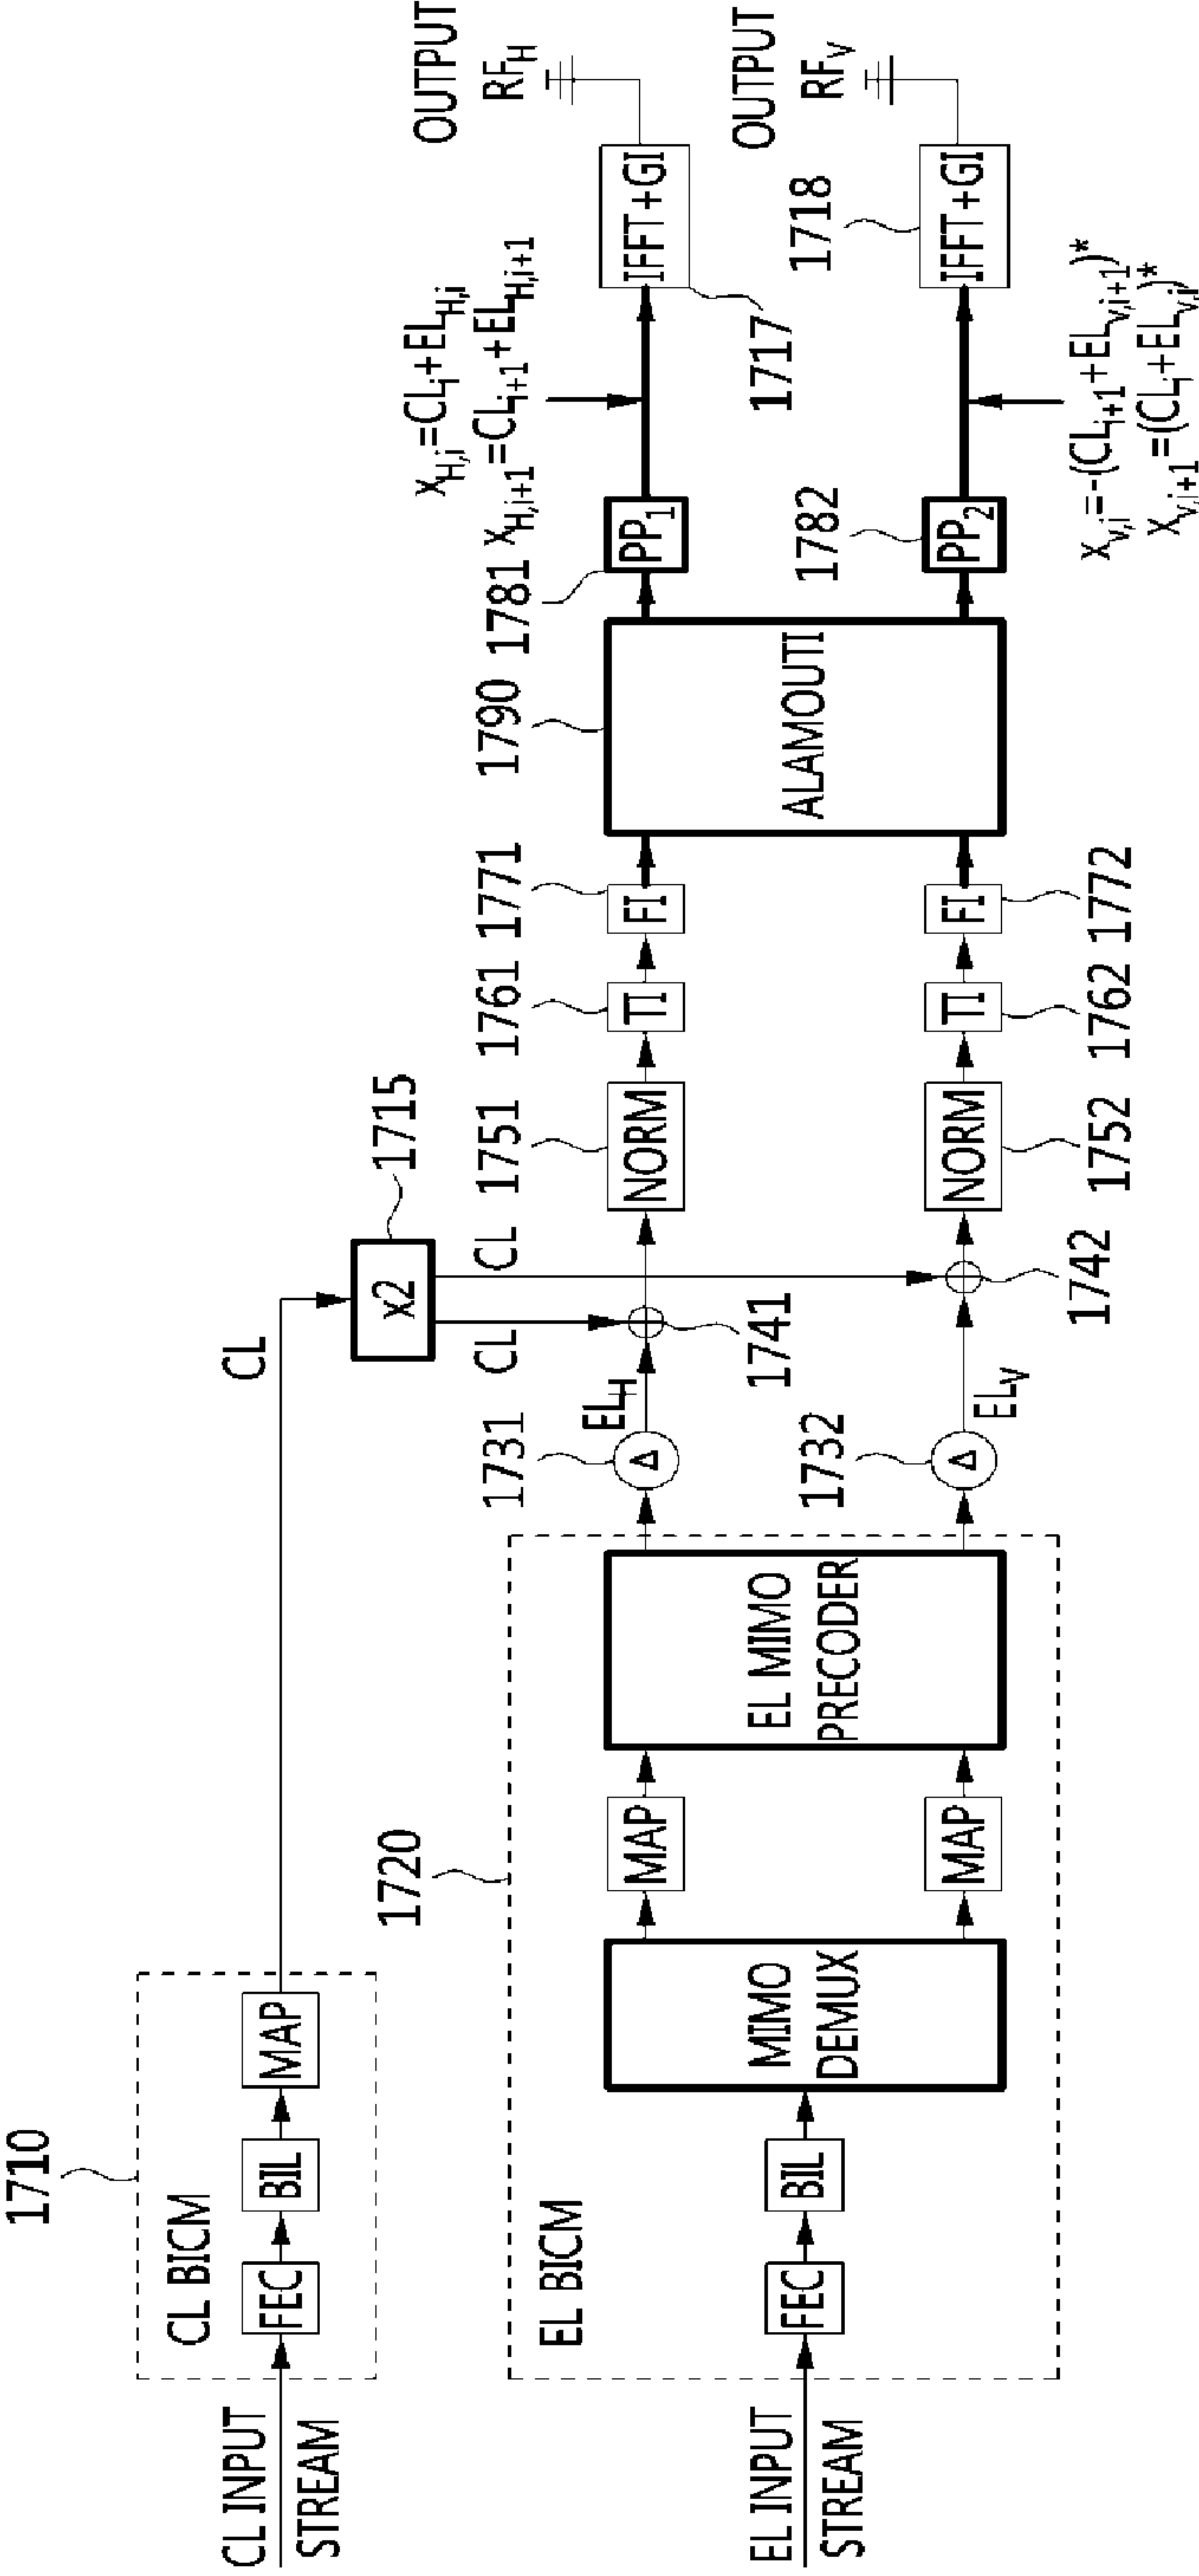 1710
CL BICM
CL INPUT
STREAM
FEC
BIL
MAP
CL
x2
1715
CL
CL
1720
EL BICM
EL INPUT
STREAM
FEC
BIL
MIMO
DEMUX
MAP
MAP
EL MIMO
PRECODER
1731
Δ
EL_H
1741
1732
Δ
EL_V
1742
1751
NORM
1761
TI
1771
FI
NORM
1752
TI
1762
FI
1772
1790
ALAMOUTI
1781
PP_1
1782
PP_2
x_{H,i}=CL_i+EL_{H,i}
x_{H,i+1}=CL_{i+1}+EL_{H,i+1}
x_{v,i}=-(CL_{i+1}+EL_{v,i+1})*
x_{v,i+1}=(CL_i+EL_{v,i})*
IFFT+GI
1717
1718
IFFT+GI
OUTPUT
RF_H
OUTPUT
RF_V